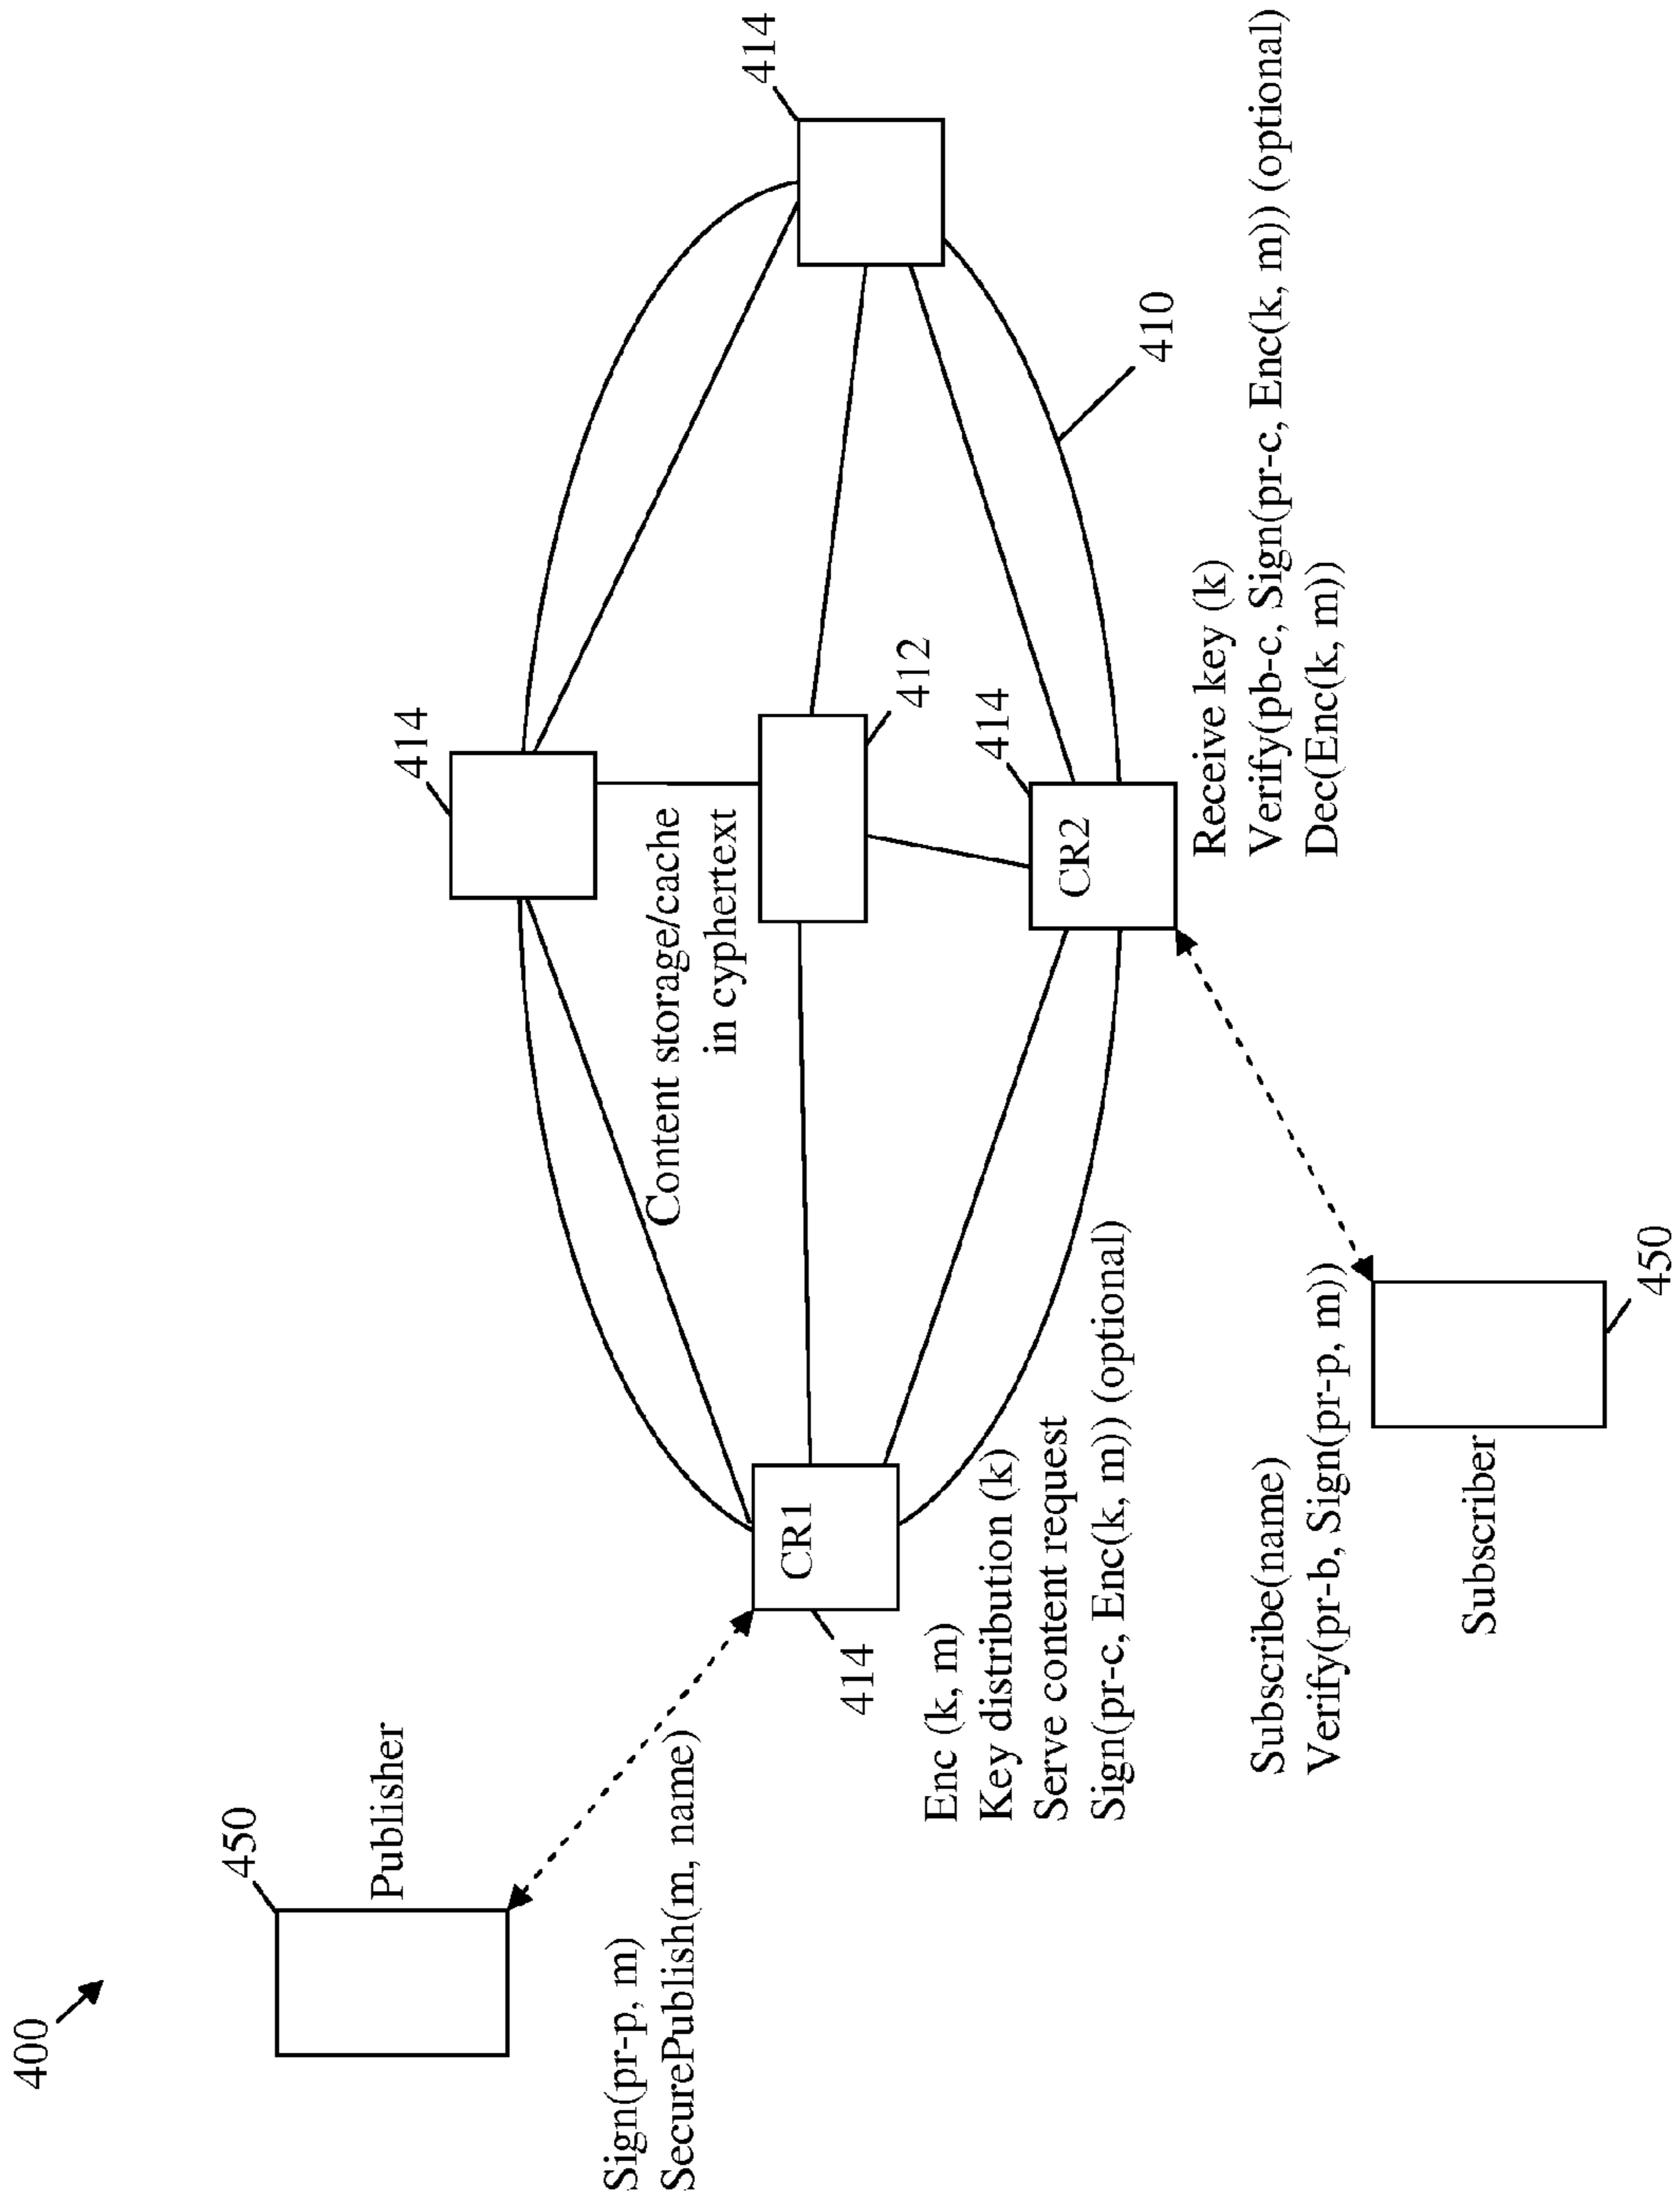 400
450
Publisher
Sign(pr-p, m)
SecurePublish(m, name)
414
CR1
Enc (k, m)
Key distribution (k)
Serve content request
Sign(pr-c, Enc(k, m)) (optional)
414
Content storage/cache
in cyphertext
412
414
414
CR2
410
Receive key (k)
Verify(pb-c, Sign(pr-c, Enc(k, m)) (optional)
Dec(Enc(k, m))
Subscribe(name)
Verify(pr-b, Sign(pr-p, m))
Subscriber
450